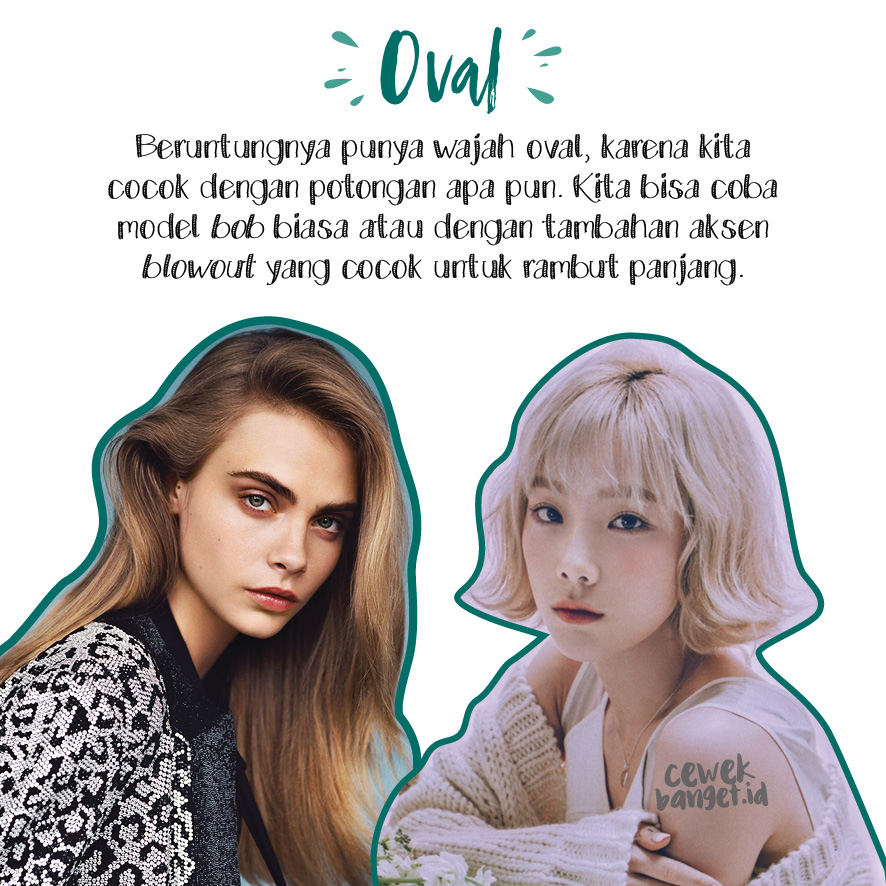 Oval
Beruntungnya punya wajah oval, karena kita
cocok dengan potongan apa pun. Kita bisa coba
model bob biasa atau dengan tambahan aksen
blowout yang cocok untuk rambut panjang.
cewek
banget.id